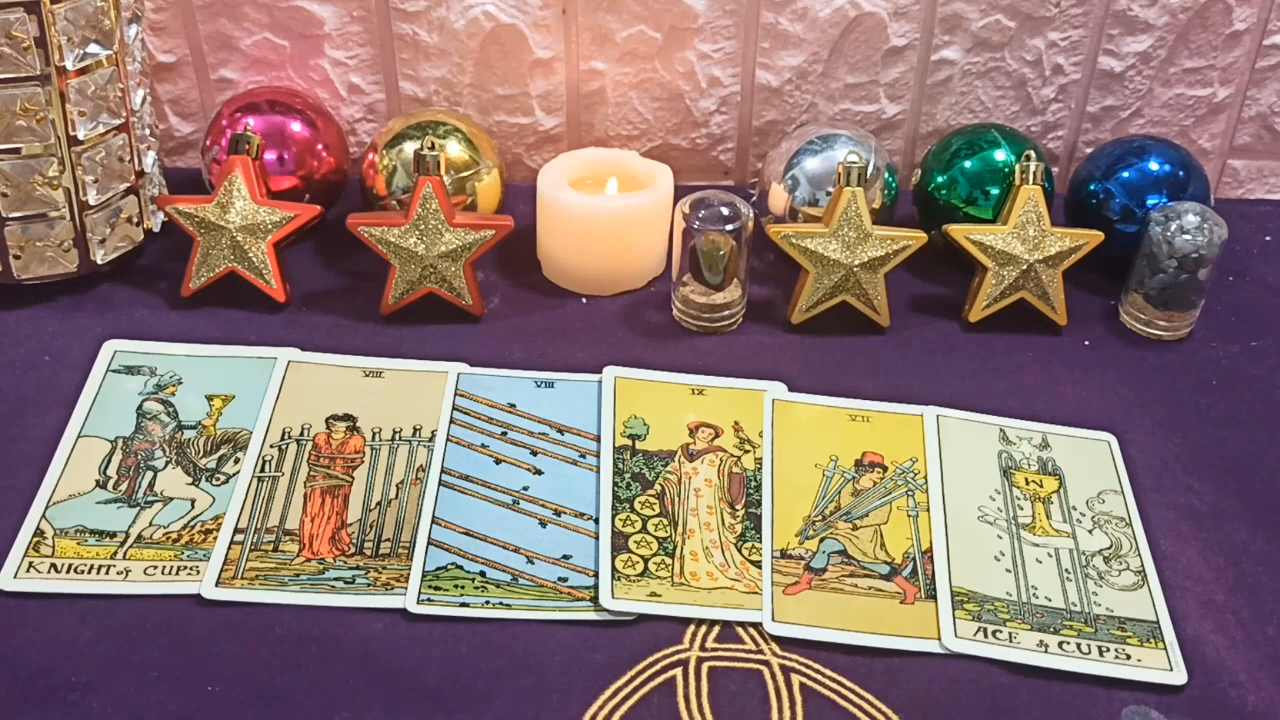 KNIGHT of CUPS
VIII
VIII
IX
VII
W
ACE of CUPS.